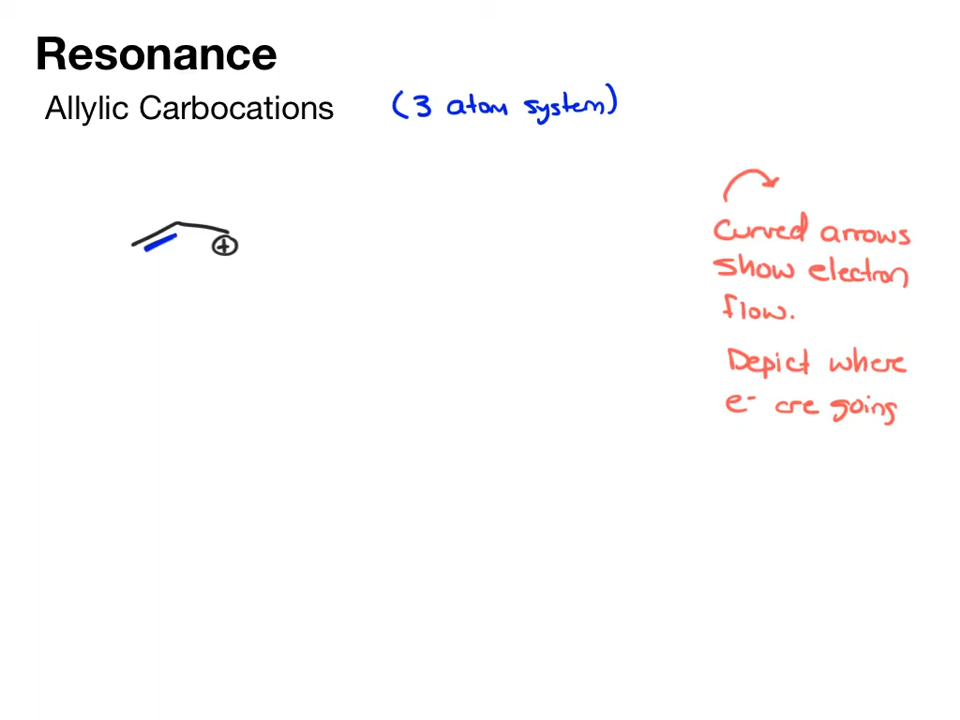 Resonance
Allylic Carbocations (3 atom system)
+
Curved arrows
show electron
flow.
Depict where
e- are going